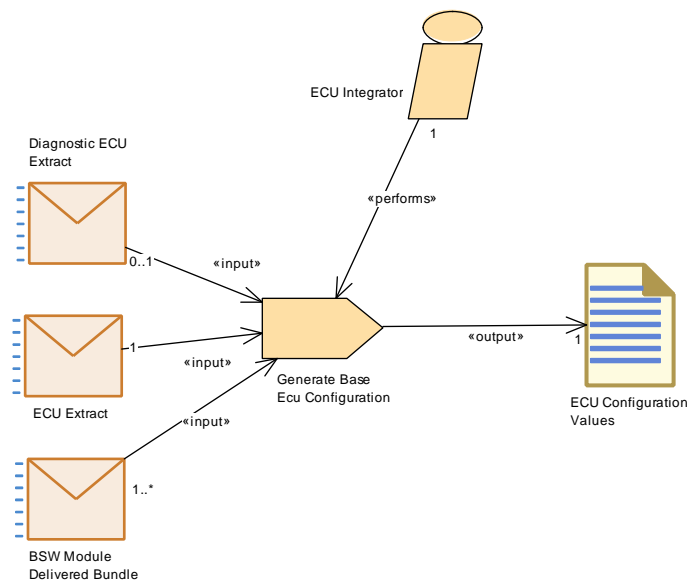 ECU Integrator
1
Diagnostic ECU
Extract
«performs»
0..1
«input»
1
«input»
«output»
1
Generate Base
Ecu Configuration
ECU Extract
«input»
ECU Configuration
Values
1..*
BSW Module
Delivered Bundle